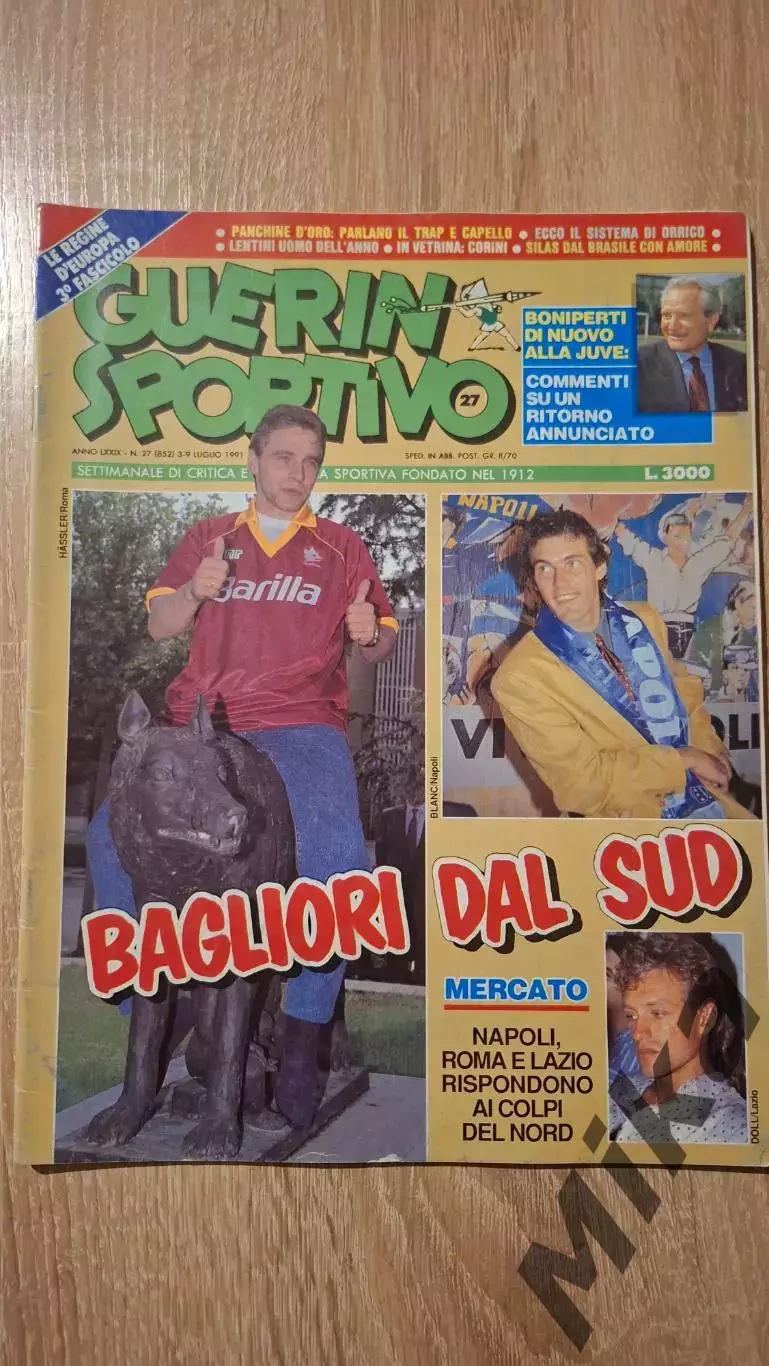 LE REGINE
D'EUROPA
3º FASCICOLO
• PANCHINE D'ORO: PARLANO IL TRAP E CAPELLO • ECCO IL SISTEMA DI ORRICO •
• LENTINI UOMO DELL'ANNO • IN VETRINA: CORINI • SILAS DAL BRASILE CON AMORE •
GUERIN
SPORTIVO
27
BONIPERTI
DI NUOVO
ALLA JUVE:
COMMENTI
SU UN
RITORNO
ANNUNCIATO
ANNO LXXIX - N. 27 (852) 3-9 LUGLIO 1991
SPED. IN ABB. POST. GR. II/70
SETTIMANALE DI CRITICA E
A SPORTIVA FONDATO NEL 1912
L. 3000
HÄSSLER/Roma
Barilla
NAPOLI
BLANC/Napoli
BAGLIORI DAL SUD
MERCATO
NAPOLI,
ROMA E LAZIO
RISPONDONO
AI COLPI
DEL NORD
DOLL/Lazio